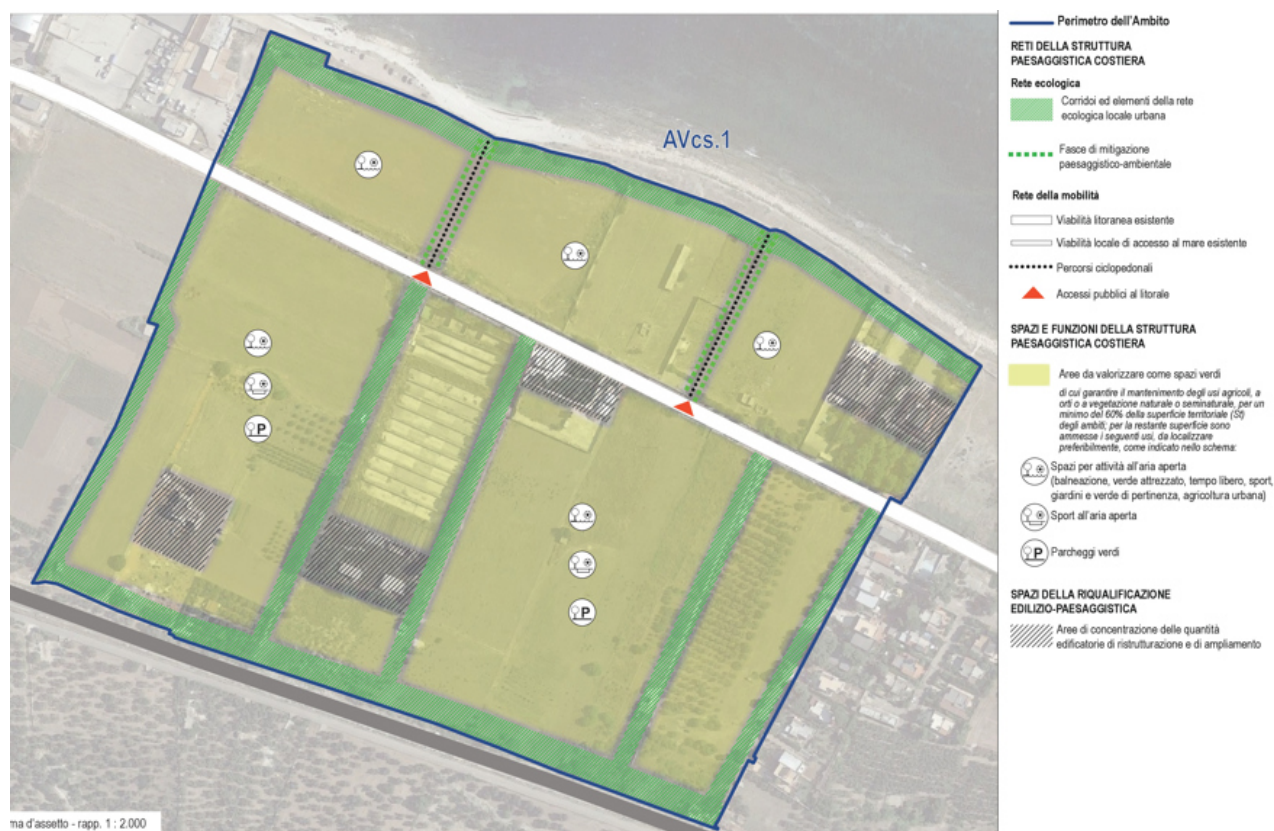 AVcs.1
P
P
ma d'assetto - rapp. 1 : 2.000
Perimetro dell'Ambito
RETI DELLA STRUTTURA
PAESAGGISTICA COSTIERA
Rete ecologica
Corridoi ed elementi della rete
ecologica locale urbana
Fasce di mitigazione
paesaggistico-ambientale
Rete della mobilità
Viabilità litoranea esistente
Viabilità locale di accesso al mare esistente
Percorsi ciclopedonali
Accessi pubblici al litorale
SPAZI E FUNZIONI DELLA STRUTTURA
PAESAGGISTICA COSTIERA
Aree da valorizzare come spazi verdi
di cui garantire il mantenimento degli usi agricoli, a
orti o a vegetazione naturale o seminaturale, per un
minimo del 60% della superficie territoriale (St)
degli ambiti; per la restante superficie sono
ammesse i seguenti usi, da localizzare
preferibilmente, come indicato nello schema:
Spazi per attività all'aria aperta
(balneazione, verde attrezzato, tempo libero, sport,
giardini e verde di pertinenza, agricoltura urbana)
Sport all'aria aperta
P Parcheggi verdi
SPAZI DELLA RIQUALIFICAZIONE
EDILIZIO-PAESAGGISTICA
Aree di concentrazione delle quantità
edificatorie di ristrutturazione e di ampliamento